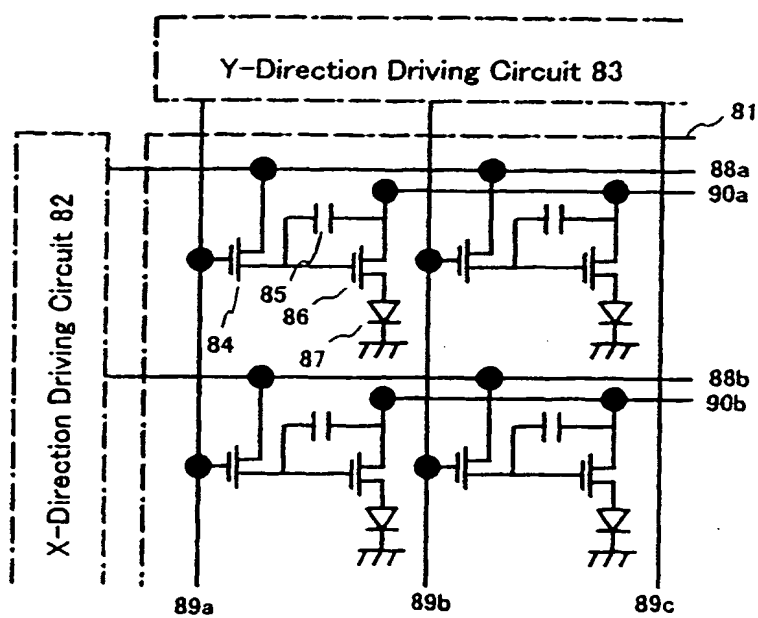 Y-Direction Driving Circuit 83
81
88a
90a
X-Direction Driving Circuit 82
85
86
84
87
88b
90b
89a
89b
89c